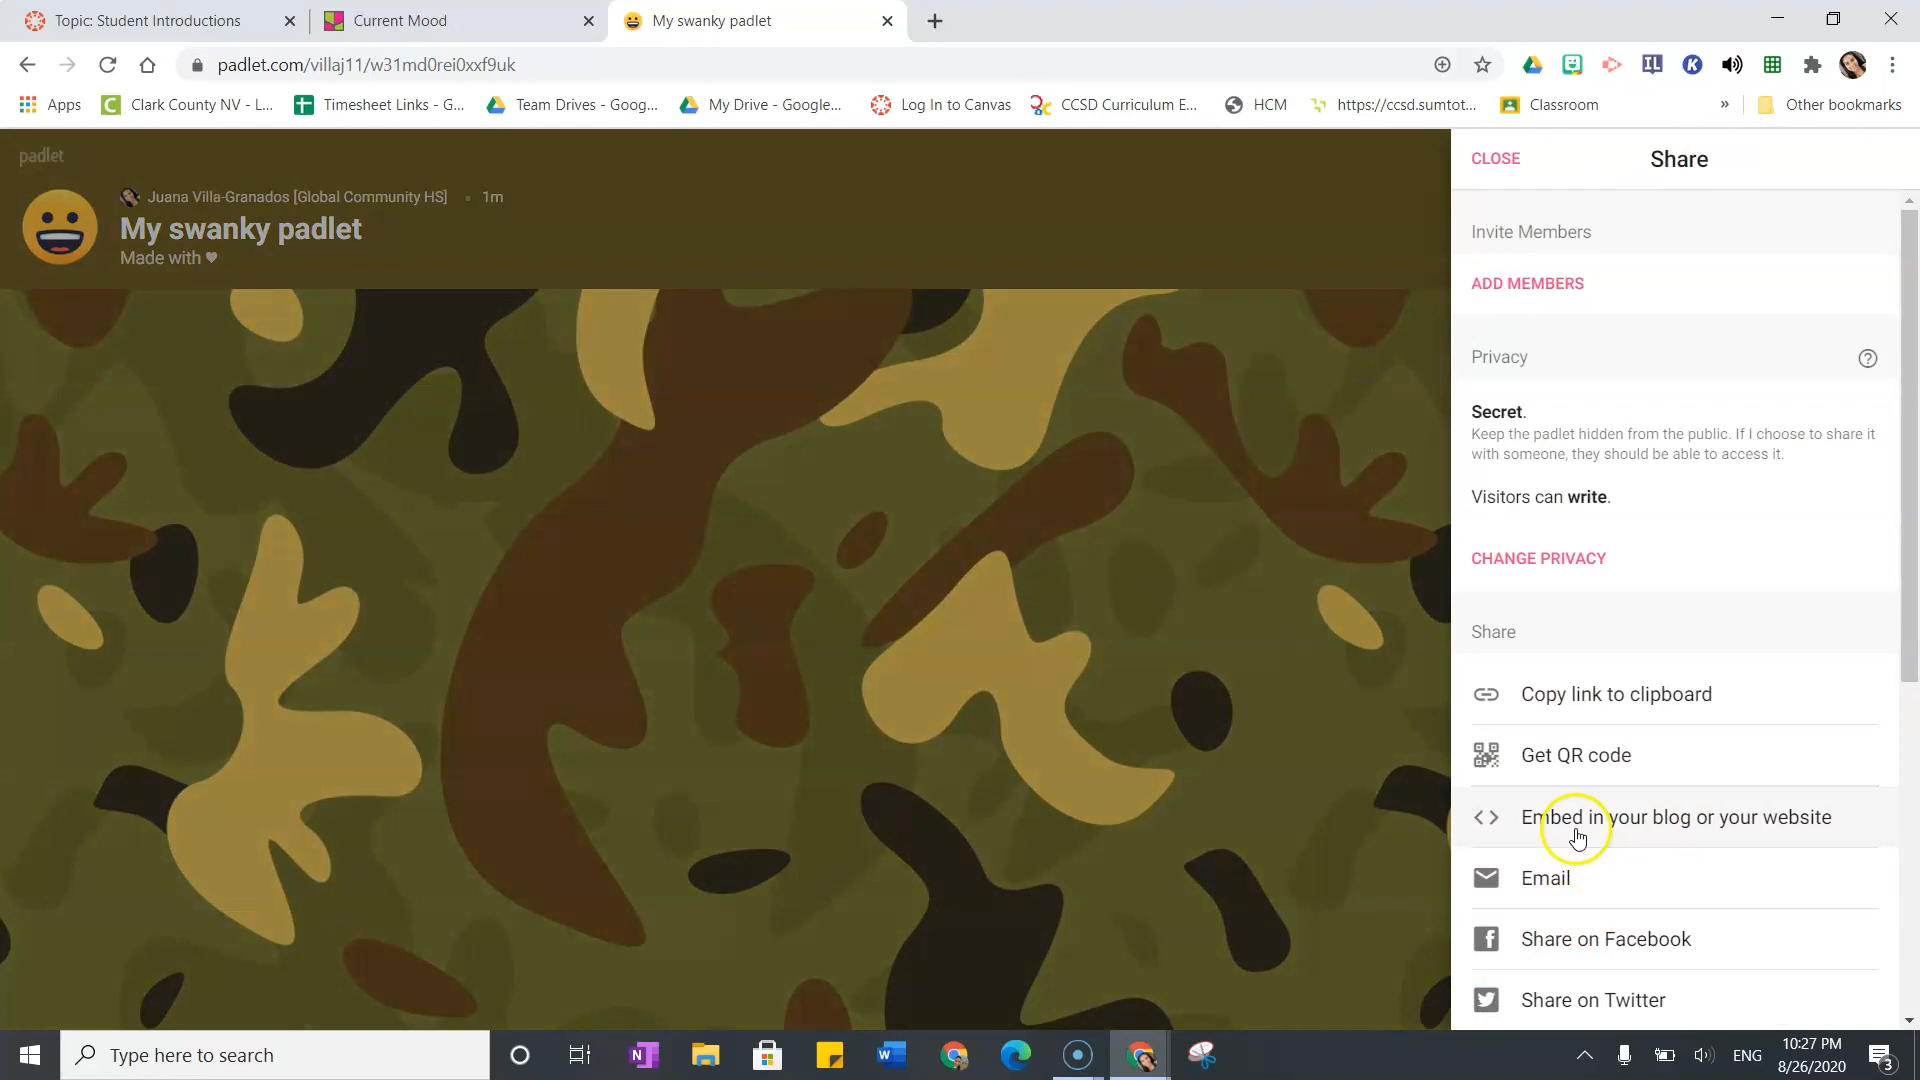 Topic: Student Introductions
Current Mood
My swanky padlet
padlet.com/villaj11/w31md0rei0xxf9uk
Apps
Clark County NV - L...
Timesheet Links - G...
Team Drives - Goog...
My Drive - Google...
Log In to Canvas
CCSD Curriculum E...
HCM
https://ccsd.sumtot...
Classroom
»
Other bookmarks
padlet
Juana Villa-Granados [Global Community HS] • 1m
My swanky padlet
Made with ♥
CLOSE
Share
Invite Members
ADD MEMBERS
Privacy
Secret.
Keep the padlet hidden from the public. If I choose to share it
with someone, they should be able to access it.
Visitors can write.
CHANGE PRIVACY
Share
Copy link to clipboard
Get QR code
Embed in your blog or your website
Email
Share on Facebook
Share on Twitter
Type here to search
ENG
10:27 PM
8/26/2020
3